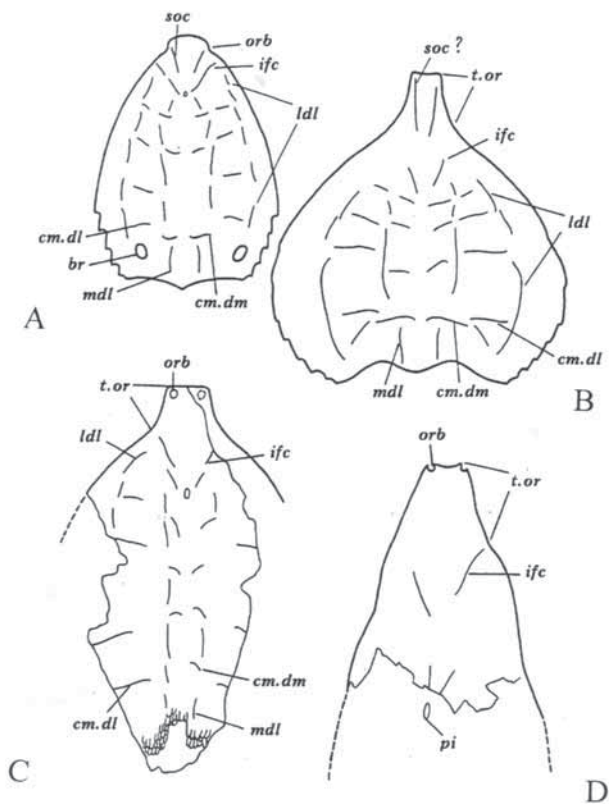 soc
orb
ifc
ldl
cm.dl
br
mdl
cm.dm
A
soc ?
t.or
ifc
ldl
cm.dl
mdl
cm.dm
B
orb
t.or
ldl
ifc
cm.dm
cm.dl
mdl
C
orb
t.or
ifc
pi
D